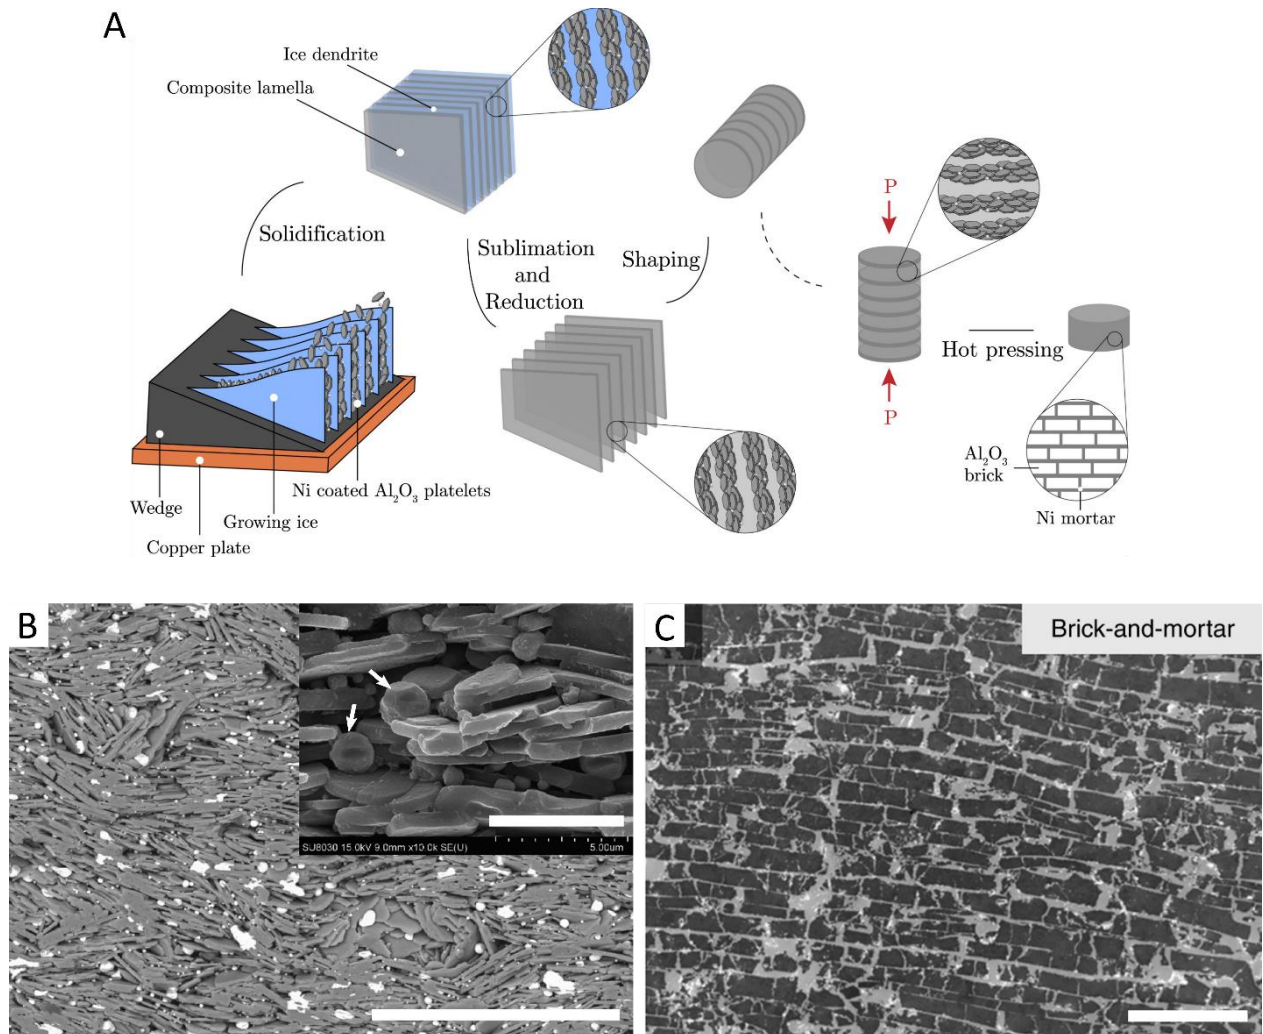 A
Ice dendrite
Composite lamella
Solidification
Sublimation
and
Reduction
Shaping
P
P
Hot pressing
Al₂O₃
brick
Ni mortar
Ni coated Al₂O₃ platelets
Wedge
Growing ice
Copper plate
B
SU8030 15.0kV 9.0mm x10.0k SE(U)
5.00um
C
Brick-and-mortar